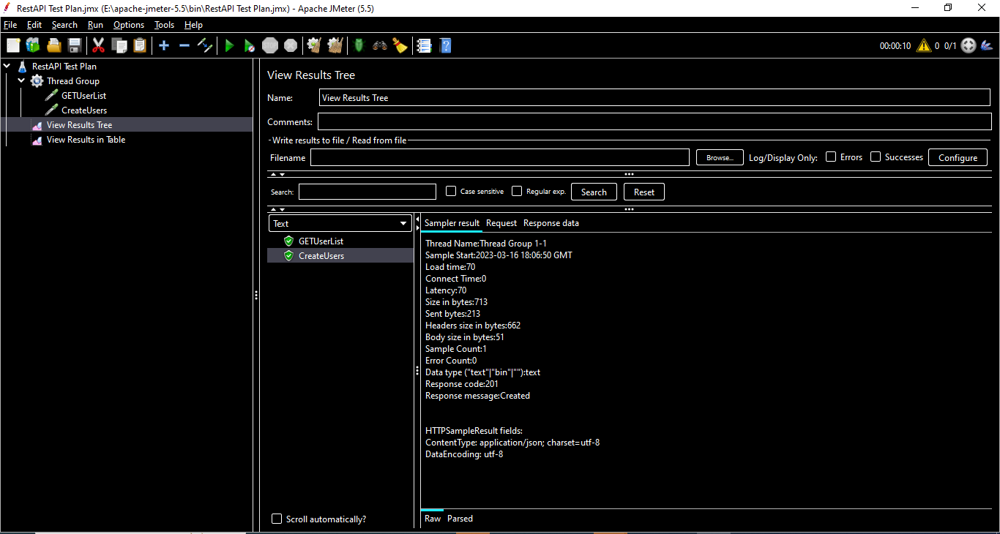 RestAPI Test Plan.jmx (E:\apache-jmeter-5.5\bin\RestAPI Test Plan.jmx) - Apache JMeter (5.5)
File Edit Search Run Options Tools Help
00:00:10 0 0/1
RestAPI Test Plan
Thread Group
GETUserList
CreateUsers
View Results Tree
View Results in Table
View Results Tree
Name: View Results Tree
Comments:
Write results to file / Read from file
Filename Browse... Log/Display Only: Errors Successes Configure
Search: Case sensitive Regular exp. Search Reset
Text
GETUserList
CreateUsers
Scroll automatically?
Sampler result Request Response data
Thread Name:Thread Group 1-1
Sample Start:2023-03-16 18:06:50 GMT
Load time:70
Connect Time:0
Latency:70
Size in bytes:713
Sent bytes:213
Headers size in bytes:662
Body size in bytes:51
Sample Count:1
Error Count:0
Data type ("text"|"bin"|""):text
Response code:201
Response message:Created
HTTPSampleResult fields:
ContentType: application/json; charset=utf-8
DataEncoding: utf-8
Raw Parsed